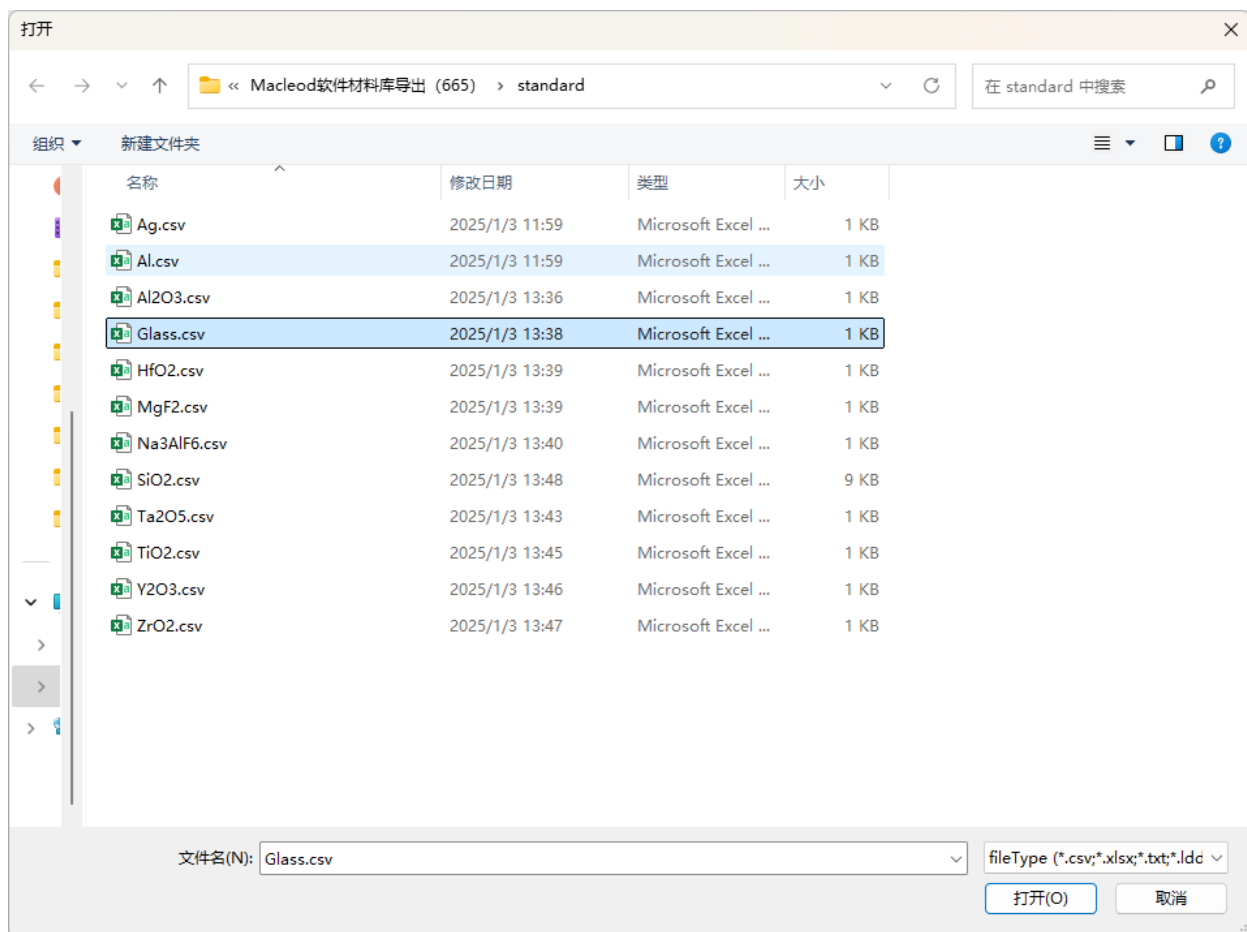 打开
« Macleod软件材料库导出（665） › standard
在 standard 中搜索
组织 新建文件夹
名称 修改日期 类型 大小
Ag.csv 2025/1/3 11:59 Microsoft Excel ... 1 KB
Al.csv 2025/1/3 11:59 Microsoft Excel ... 1 KB
Al2O3.csv 2025/1/3 13:36 Microsoft Excel ... 1 KB
Glass.csv 2025/1/3 13:38 Microsoft Excel ... 1 KB
HfO2.csv 2025/1/3 13:39 Microsoft Excel ... 1 KB
MgF2.csv 2025/1/3 13:39 Microsoft Excel ... 1 KB
Na3AlF6.csv 2025/1/3 13:40 Microsoft Excel ... 1 KB
SiO2.csv 2025/1/3 13:48 Microsoft Excel ... 9 KB
Ta2O5.csv 2025/1/3 13:43 Microsoft Excel ... 1 KB
TiO2.csv 2025/1/3 13:45 Microsoft Excel ... 1 KB
Y2O3.csv 2025/1/3 13:46 Microsoft Excel ... 1 KB
ZrO2.csv 2025/1/3 13:47 Microsoft Excel ... 1 KB
文件名(N): Glass.csv fileType (*.csv;*.xlsx;*.txt;*.ldd
打开(O) 取消